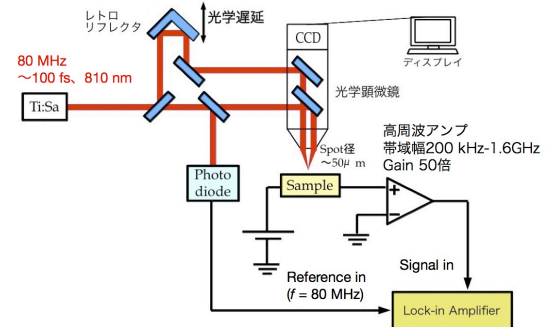 レトロ
リフレクタ
光学遅延
CCD
ディスプレイ
80 MHz
〜100 fs、810 nm
光学顕微鏡
Ti:Sa
高周波アンプ
帯域幅200 kHz-1.6GHz
Gain 50倍
Spot径
〜50μ m
Photo
diode
Sample
+
−
Signal in
Reference in
(f = 80 MHz)
Lock-in Amplifier